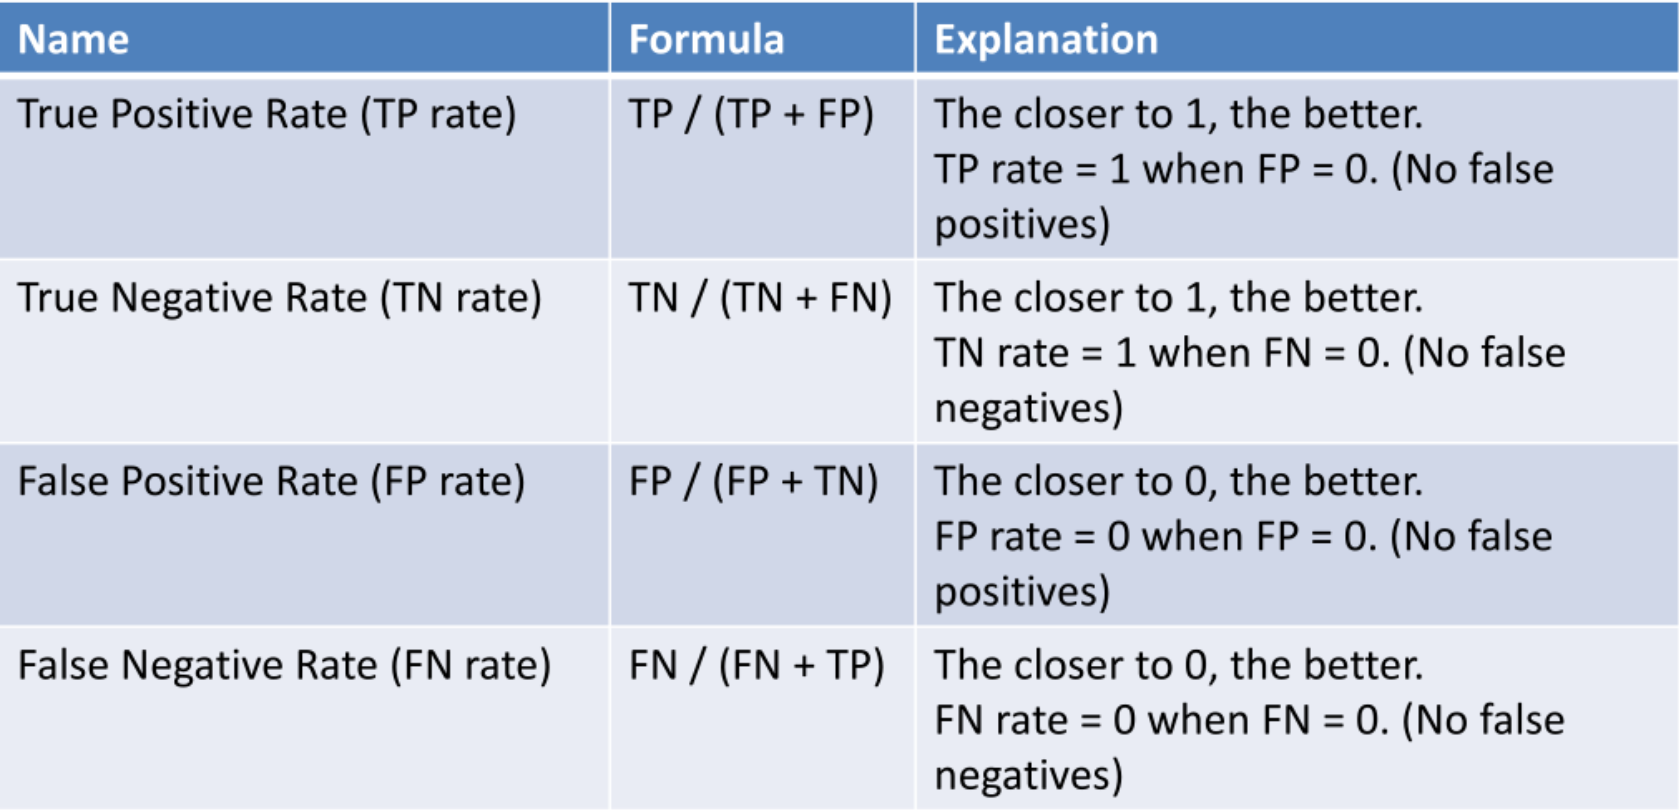 Name Formula Explanation
True Positive Rate (TP rate) TP / (TP + FP) The closer to 1, the better.
TP rate = 1 when FP = 0. (No false
positives)
True Negative Rate (TN rate) TN / (TN + FN) The closer to 1, the better.
TN rate = 1 when FN = 0. (No false
negatives)
False Positive Rate (FP rate) FP / (FP + TN) The closer to 0, the better.
FP rate = 0 when FP = 0. (No false
positives)
False Negative Rate (FN rate) FN / (FN + TP) The closer to 0, the better.
FN rate = 0 when FN = 0. (No false
negatives)